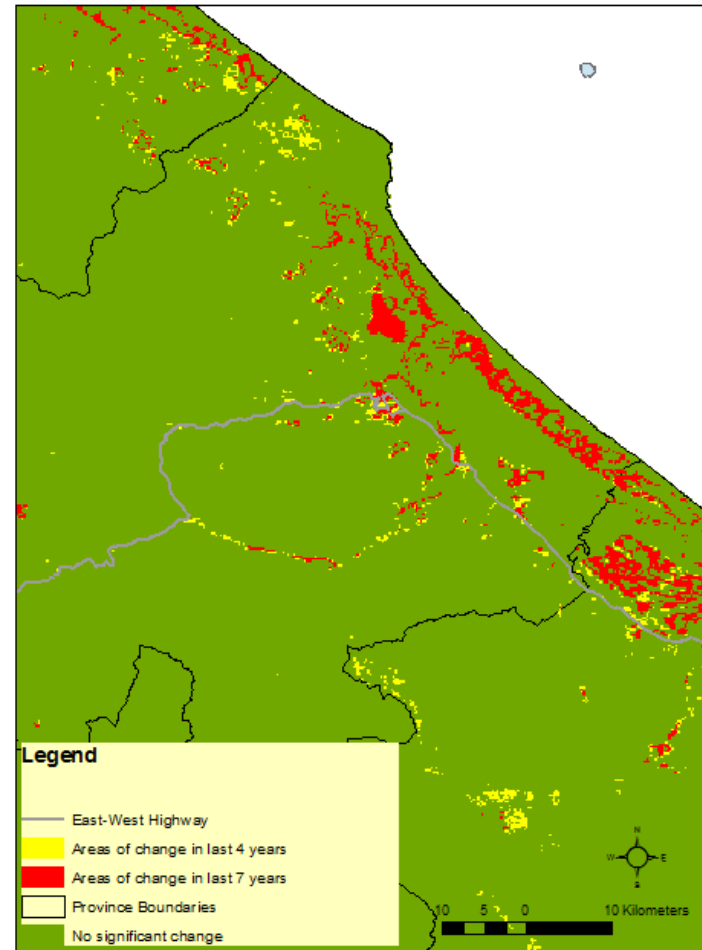 Legend
East-West Highway
Areas of change in last 4 years
Areas of change in last 7 years
Province Boundaries
No significant change
N
W E
S
10 5 0 10 Kilometers